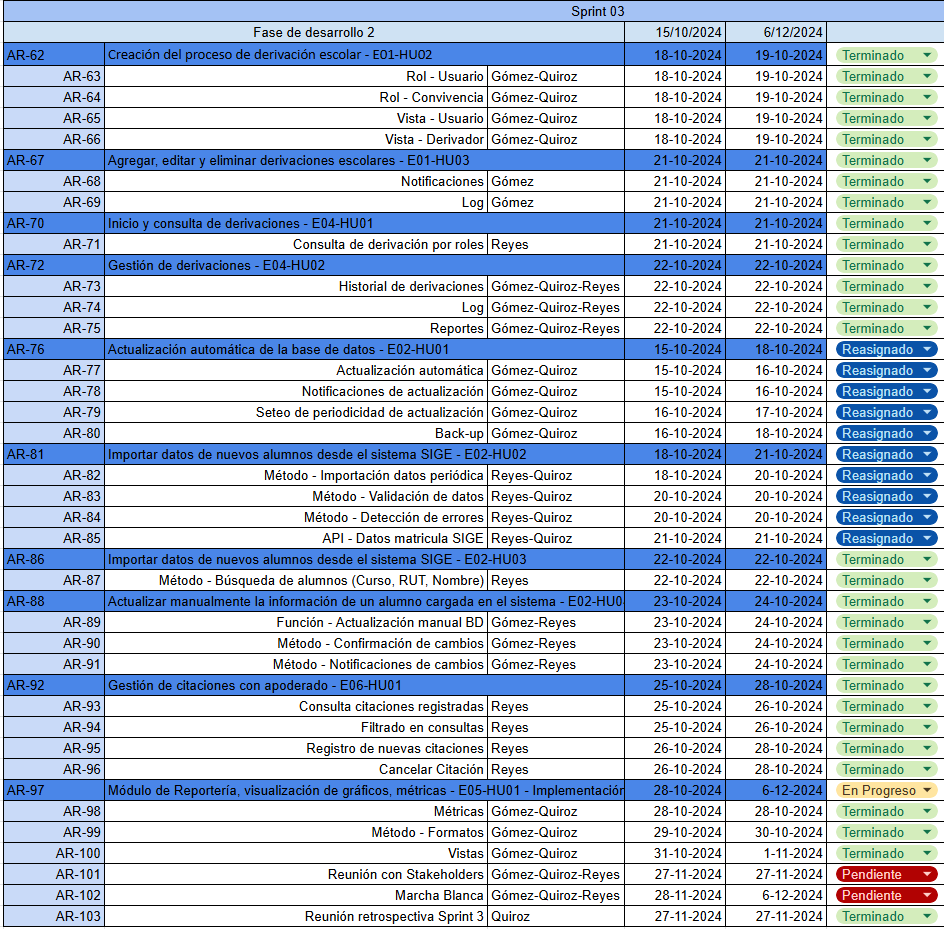 Sprint 03
Fase de desarrollo 2 15/10/2024 6/12/2024
AR-62 Creación del proceso de derivación escolar - E01-HU02 18-10-2024 19-10-2024 Terminado
AR-63 Rol - Usuario Gómez-Quiroz 18-10-2024 19-10-2024 Terminado
AR-64 Rol - Convivencia Gómez-Quiroz 18-10-2024 19-10-2024 Terminado
AR-65 Vista - Usuario Gómez-Quiroz 18-10-2024 19-10-2024 Terminado
AR-66 Vista - Derivador Gómez-Quiroz 18-10-2024 19-10-2024 Terminado
AR-67 Agregar, editar y eliminar derivaciones escolares - E01-HU03 21-10-2024 21-10-2024 Terminado
AR-68 Notificaciones Gómez 21-10-2024 21-10-2024 Terminado
AR-69 Log Gómez 21-10-2024 21-10-2024 Terminado
AR-70 Inicio y consulta de derivaciones - E04-HU01 21-10-2024 21-10-2024 Terminado
AR-71 Consulta de derivación por roles Reyes 21-10-2024 21-10-2024 Terminado
AR-72 Gestión de derivaciones - E04-HU02 22-10-2024 22-10-2024 Terminado
AR-73 Historial de derivaciones Gómez-Quiroz-Reyes 22-10-2024 22-10-2024 Terminado
AR-74 Log Gómez-Quiroz-Reyes 22-10-2024 22-10-2024 Terminado
AR-75 Reportes Gómez-Quiroz-Reyes 22-10-2024 22-10-2024 Terminado
AR-76 Actualización automática de la base de datos - E02-HU01 15-10-2024 18-10-2024 Reasignado
AR-77 Actualización automática Gómez-Quiroz 15-10-2024 16-10-2024 Reasignado
AR-78 Notificaciones de actualización Gómez-Quiroz 15-10-2024 16-10-2024 Reasignado
AR-79 Seteo de periodicidad de actualización Gómez-Quiroz 16-10-2024 17-10-2024 Reasignado
AR-80 Back-up Gómez-Quiroz 16-10-2024 18-10-2024 Reasignado
AR-81 Importar datos de nuevos alumnos desde el sistema SIGE - E02-HU02 18-10-2024 21-10-2024 Reasignado
AR-82 Método - Importación datos periódica Reyes-Quiroz 18-10-2024 20-10-2024 Reasignado
AR-83 Método - Validación de datos Reyes-Quiroz 20-10-2024 20-10-2024 Reasignado
AR-84 Método - Detección de errores Reyes-Quiroz 20-10-2024 20-10-2024 Reasignado
AR-85 API - Datos matricula SIGE Reyes-Quiroz 21-10-2024 21-10-2024 Reasignado
AR-86 Importar datos de nuevos alumnos desde el sistema SIGE - E02-HU03 22-10-2024 22-10-2024 Terminado
AR-87 Método - Búsqueda de alumnos (Curso, RUT, Nombre) Reyes 22-10-2024 22-10-2024 Terminado
AR-88 Actualizar manualmente la información de un alumno cargada en el sistema - E02-HU0 23-10-2024 24-10-2024 Terminado
AR-89 Función - Actualización manual BD Gómez-Reyes 23-10-2024 24-10-2024 Terminado
AR-90 Método - Confirmación de cambios Gómez-Reyes 23-10-2024 24-10-2024 Terminado
AR-91 Método - Notificaciones de cambios Gómez-Reyes 23-10-2024 24-10-2024 Terminado
AR-92 Gestión de citaciones con apoderado - E06-HU01 25-10-2024 28-10-2024 Terminado
AR-93 Consulta citaciones registradas Reyes 25-10-2024 26-10-2024 Terminado
AR-94 Filtrado en consultas Reyes 25-10-2024 26-10-2024 Terminado
AR-95 Registro de nuevas citaciones Reyes 26-10-2024 28-10-2024 Terminado
AR-96 Cancelar Citación Reyes 26-10-2024 28-10-2024 Terminado
AR-97 Módulo de Reportería, visualización de gráficos, métricas - E05-HU01 - Implementación 28-10-2024 6-12-2024 En Progreso
AR-98 Métricas Gómez-Quiroz 28-10-2024 28-10-2024 Terminado
AR-99 Método - Formatos Gómez-Quiroz 29-10-2024 30-10-2024 Terminado
AR-100 Vistas Gómez-Quiroz 31-10-2024 1-11-2024 Terminado
AR-101 Reunión con Stakeholders Gómez-Quiroz-Reyes 27-11-2024 27-11-2024 Pendiente
AR-102 Marcha Blanca Gómez-Quiroz-Reyes 28-11-2024 6-12-2024 Pendiente
AR-103 Reunión retrospectiva Sprint 3 Quiroz 27-11-2024 27-11-2024 Terminado